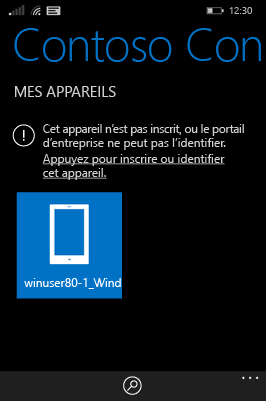 12:30
Contoso Con
MES APPAREILS
Cet appareil n'est pas inscrit, ou le portail
d'entreprise ne peut pas l'identifier.
Appuyez pour inscrire ou identifier
cet appareil.
winuser80-1_Wind